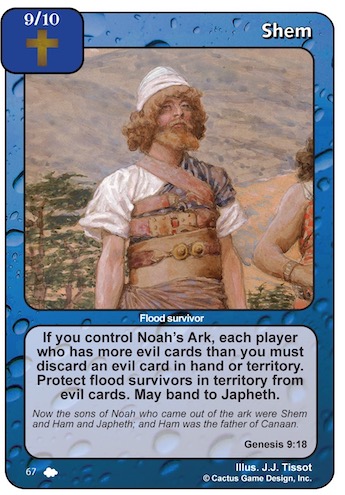 9/10
Shem
Flood survivor
If you control Noah's Ark, each player
who has more evil cards than you must
discard an evil card in hand or territory.
Protect flood survivors in territory from
evil cards. May band to Japheth.
Now the sons of Noah who came out of the ark were Shem
and Ham and Japheth; and Ham was the father of Canaan.
Genesis 9:18
67
Illus. J.J. Tissot
© Cactus Game Design, Inc.